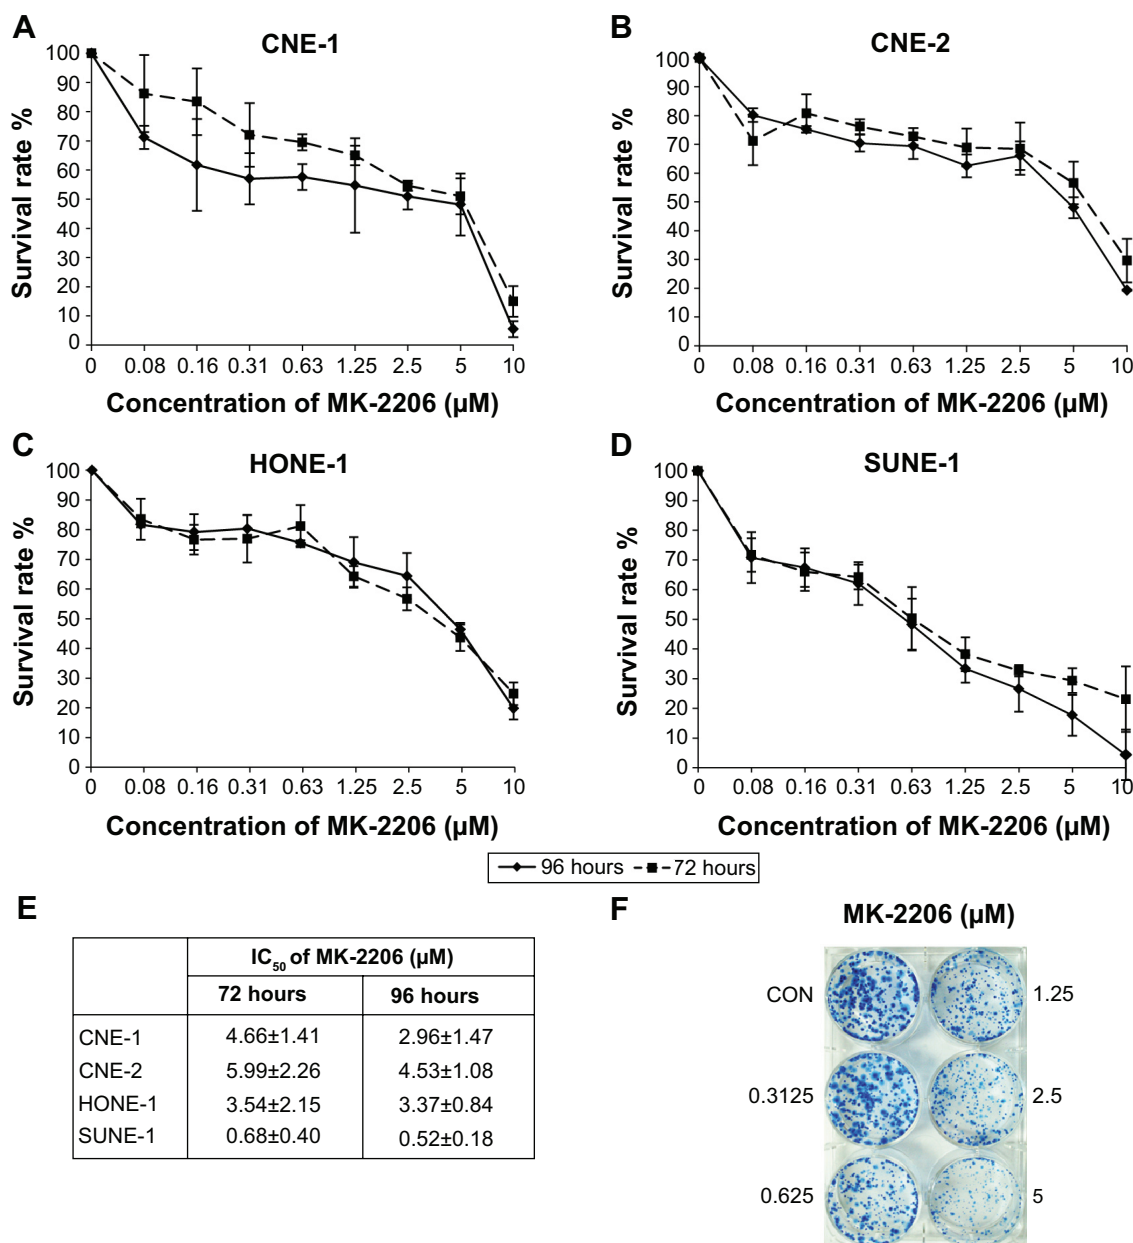 A
CNE-1
Survival rate %
100
90
80
70
60
50
40
30
20
10
0
0 0.08 0.16 0.31 0.63 1.25 2.5 5 10
Concentration of MK-2206 (µM)
B
CNE-2
Survival rate %
100
90
80
70
60
50
40
30
20
10
0
0 0.08 0.16 0.31 0.63 1.25 2.5 5 10
Concentration of MK-2206 (µM)
C
HONE-1
Survival rate %
100
90
80
70
60
50
40
30
20
10
0
0 0.08 0.16 0.31 0.63 1.25 2.5 5 10
Concentration of MK-2206 (µM)
D
SUNE-1
Survival rate %
100
90
80
70
60
50
40
30
20
10
0
0 0.08 0.16 0.31 0.63 1.25 2.5 5 10
Concentration of MK-2206 (µM)
96 hours 72 hours
E
IC50 of MK-2206 (µM)
72 hours 96 hours
CNE-1 4.66±1.41 2.96±1.47
CNE-2 5.99±2.26 4.53±1.08
HONE-1 3.54±2.15 3.37±0.84
SUNE-1 0.68±0.40 0.52±0.18
F
MK-2206 (µM)
CON 1.25
0.3125 2.5
0.625 5